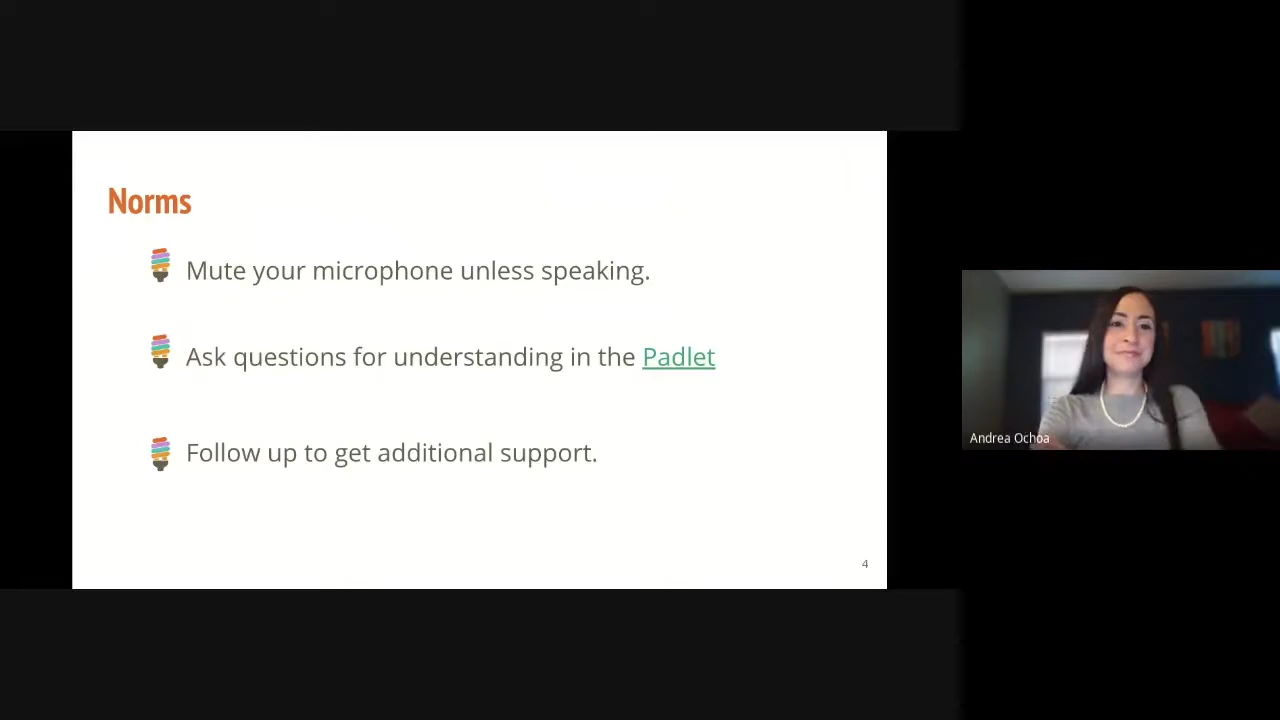 Norms
Mute your microphone unless speaking.
Ask questions for understanding in the Padlet
Follow up to get additional support.
4
Andrea Ochoa